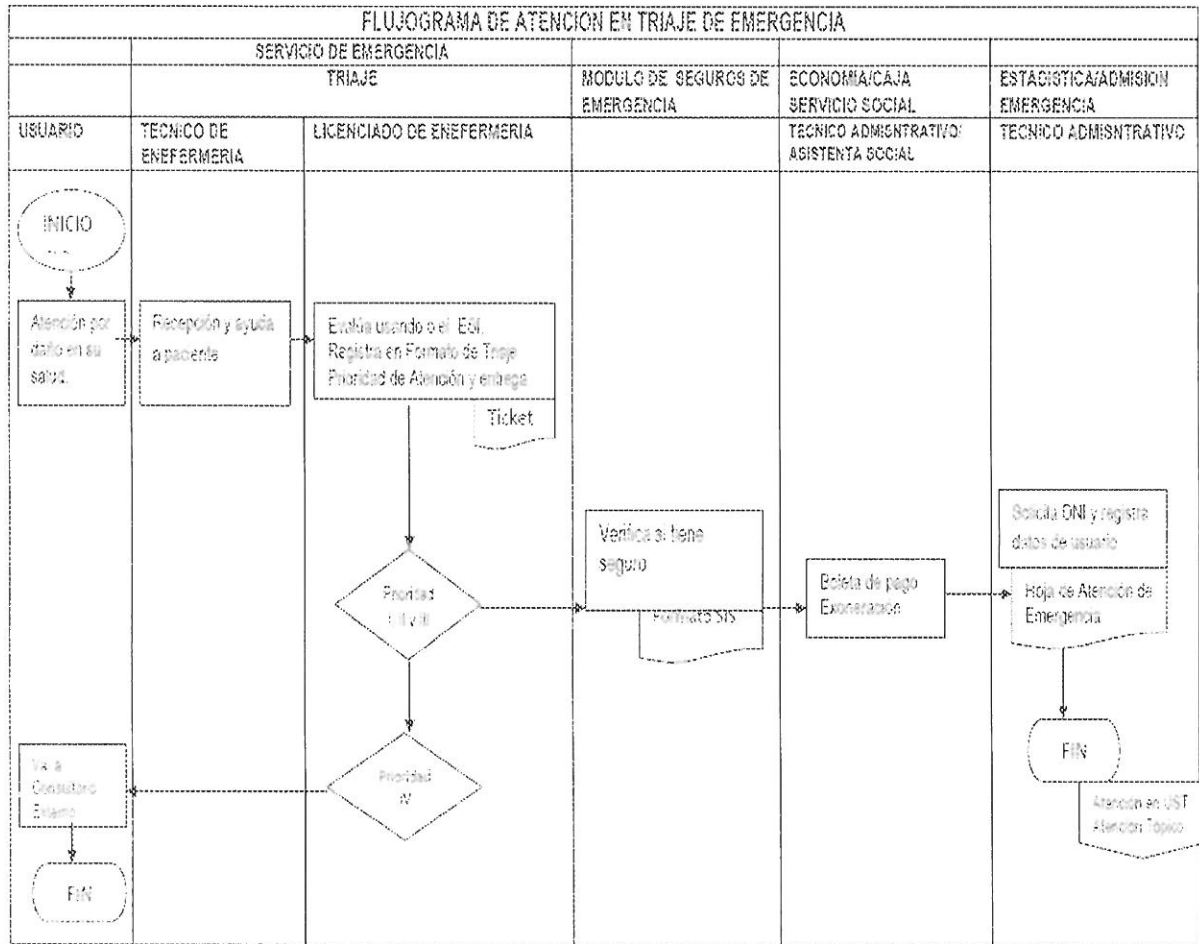 FLUJOGRAMA DE ATENCION EN TRIAJE DE EMERGENCIA
SERVICIO DE EMERGENCIA
TRIAJE
MODULO DE SEGUROS DE
EMERGENCIA
ECONOMIA/CAJA
SERVICIO SOCIAL
ESTADISTICA/ADMISION
EMERGENCIA
USUARIO
TECNICO DE
ENEFERMERIA
LICENCIADO DE ENEFERMERIA
TECNICO ADMISNTRATIVO/
ASISTENTA SOCIAL
TECNICO ADMISNTRATIVO
INICIO
Atención por
daño en su
salud.
Recepción y ayuda
a paciente
Evalúa usando o el ESI.
Registra en Formato de Triaje
Prioridad de Atención y entrega
Ticket
Prioridad
Verifica si tiene
seguro
Formato SIS
Boleta de pago
Exoneración
Solicita DNI y registra
datos de usuario
Hoja de Atención de
Emergencia
FIN
Atención en UST
Atención Tópico
Prioridad
IV
Va a
Consultorio
Externo
FIN